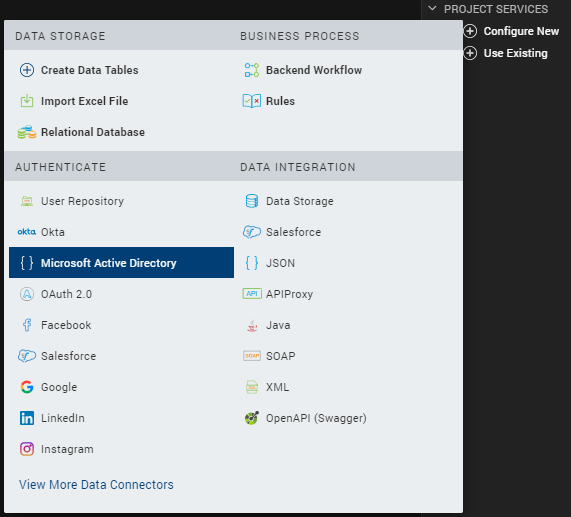 PROJECT SERVICES
Configure New
Use Existing
DATA STORAGE
Create Data Tables
Import Excel File
Relational Database
BUSINESS PROCESS
Backend Workflow
Rules
AUTHENTICATE
User Repository
okta Okta
{ } Microsoft Active Directory
OAuth 2.0
Facebook
Salesforce
Google
LinkedIn
Instagram
View More Data Connectors
DATA INTEGRATION
Data Storage
Salesforce
{ } JSON
API APIProxy
Java
SOAP SOAP
XML
OpenAPI (Swagger)